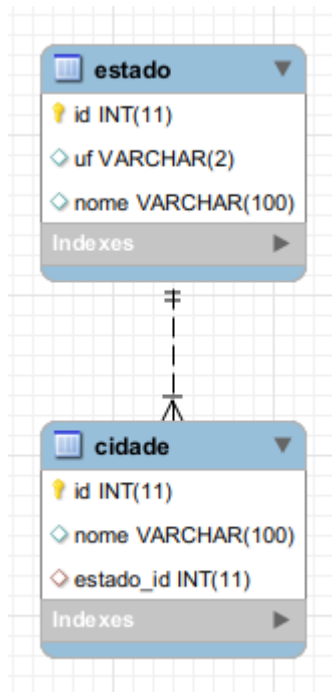 estado
id INT(11)
uf VARCHAR(2)
nome VARCHAR(100)
Indexes
cidade
id INT(11)
nome VARCHAR(100)
estado_id INT(11)
Indexes